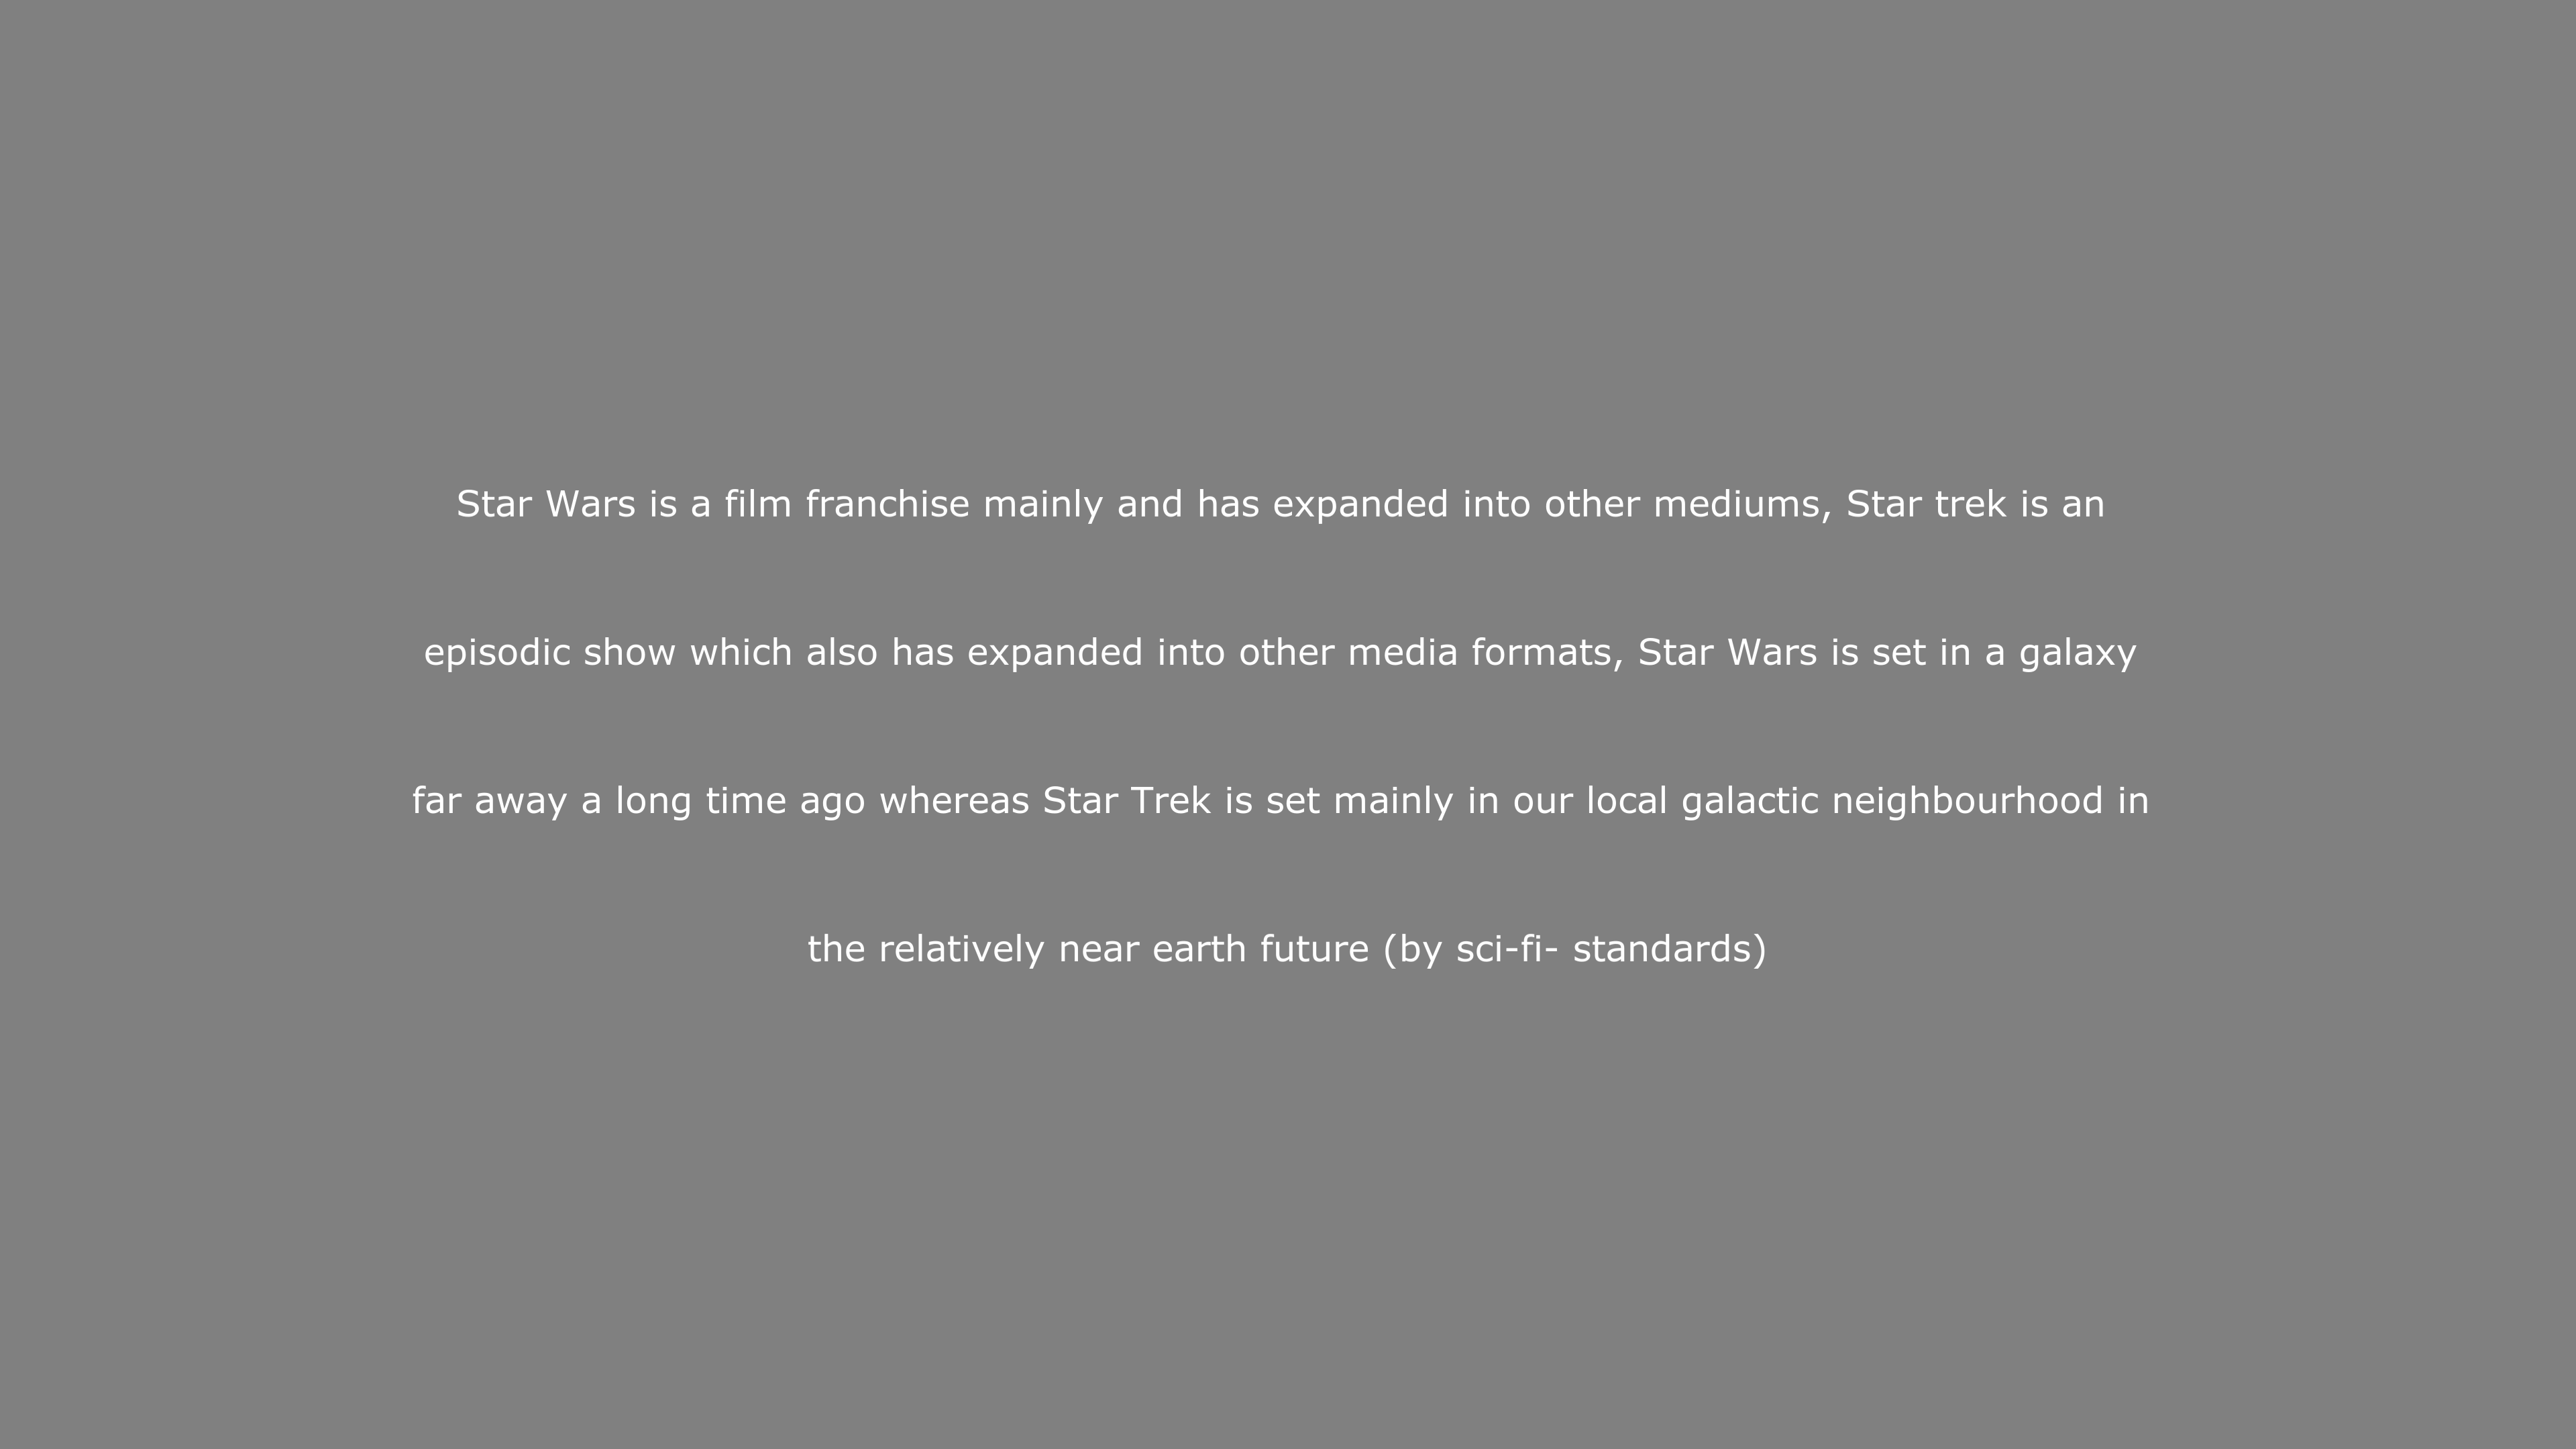 Star Wars is a film franchise mainly and has expanded into other mediums, Star trek is an
episodic show which also has expanded into other media formats, Star Wars is set in a galaxy
far away a long time ago whereas Star Trek is set mainly in our local galactic neighbourhood in
the relatively near earth future (by sci-fi- standards)